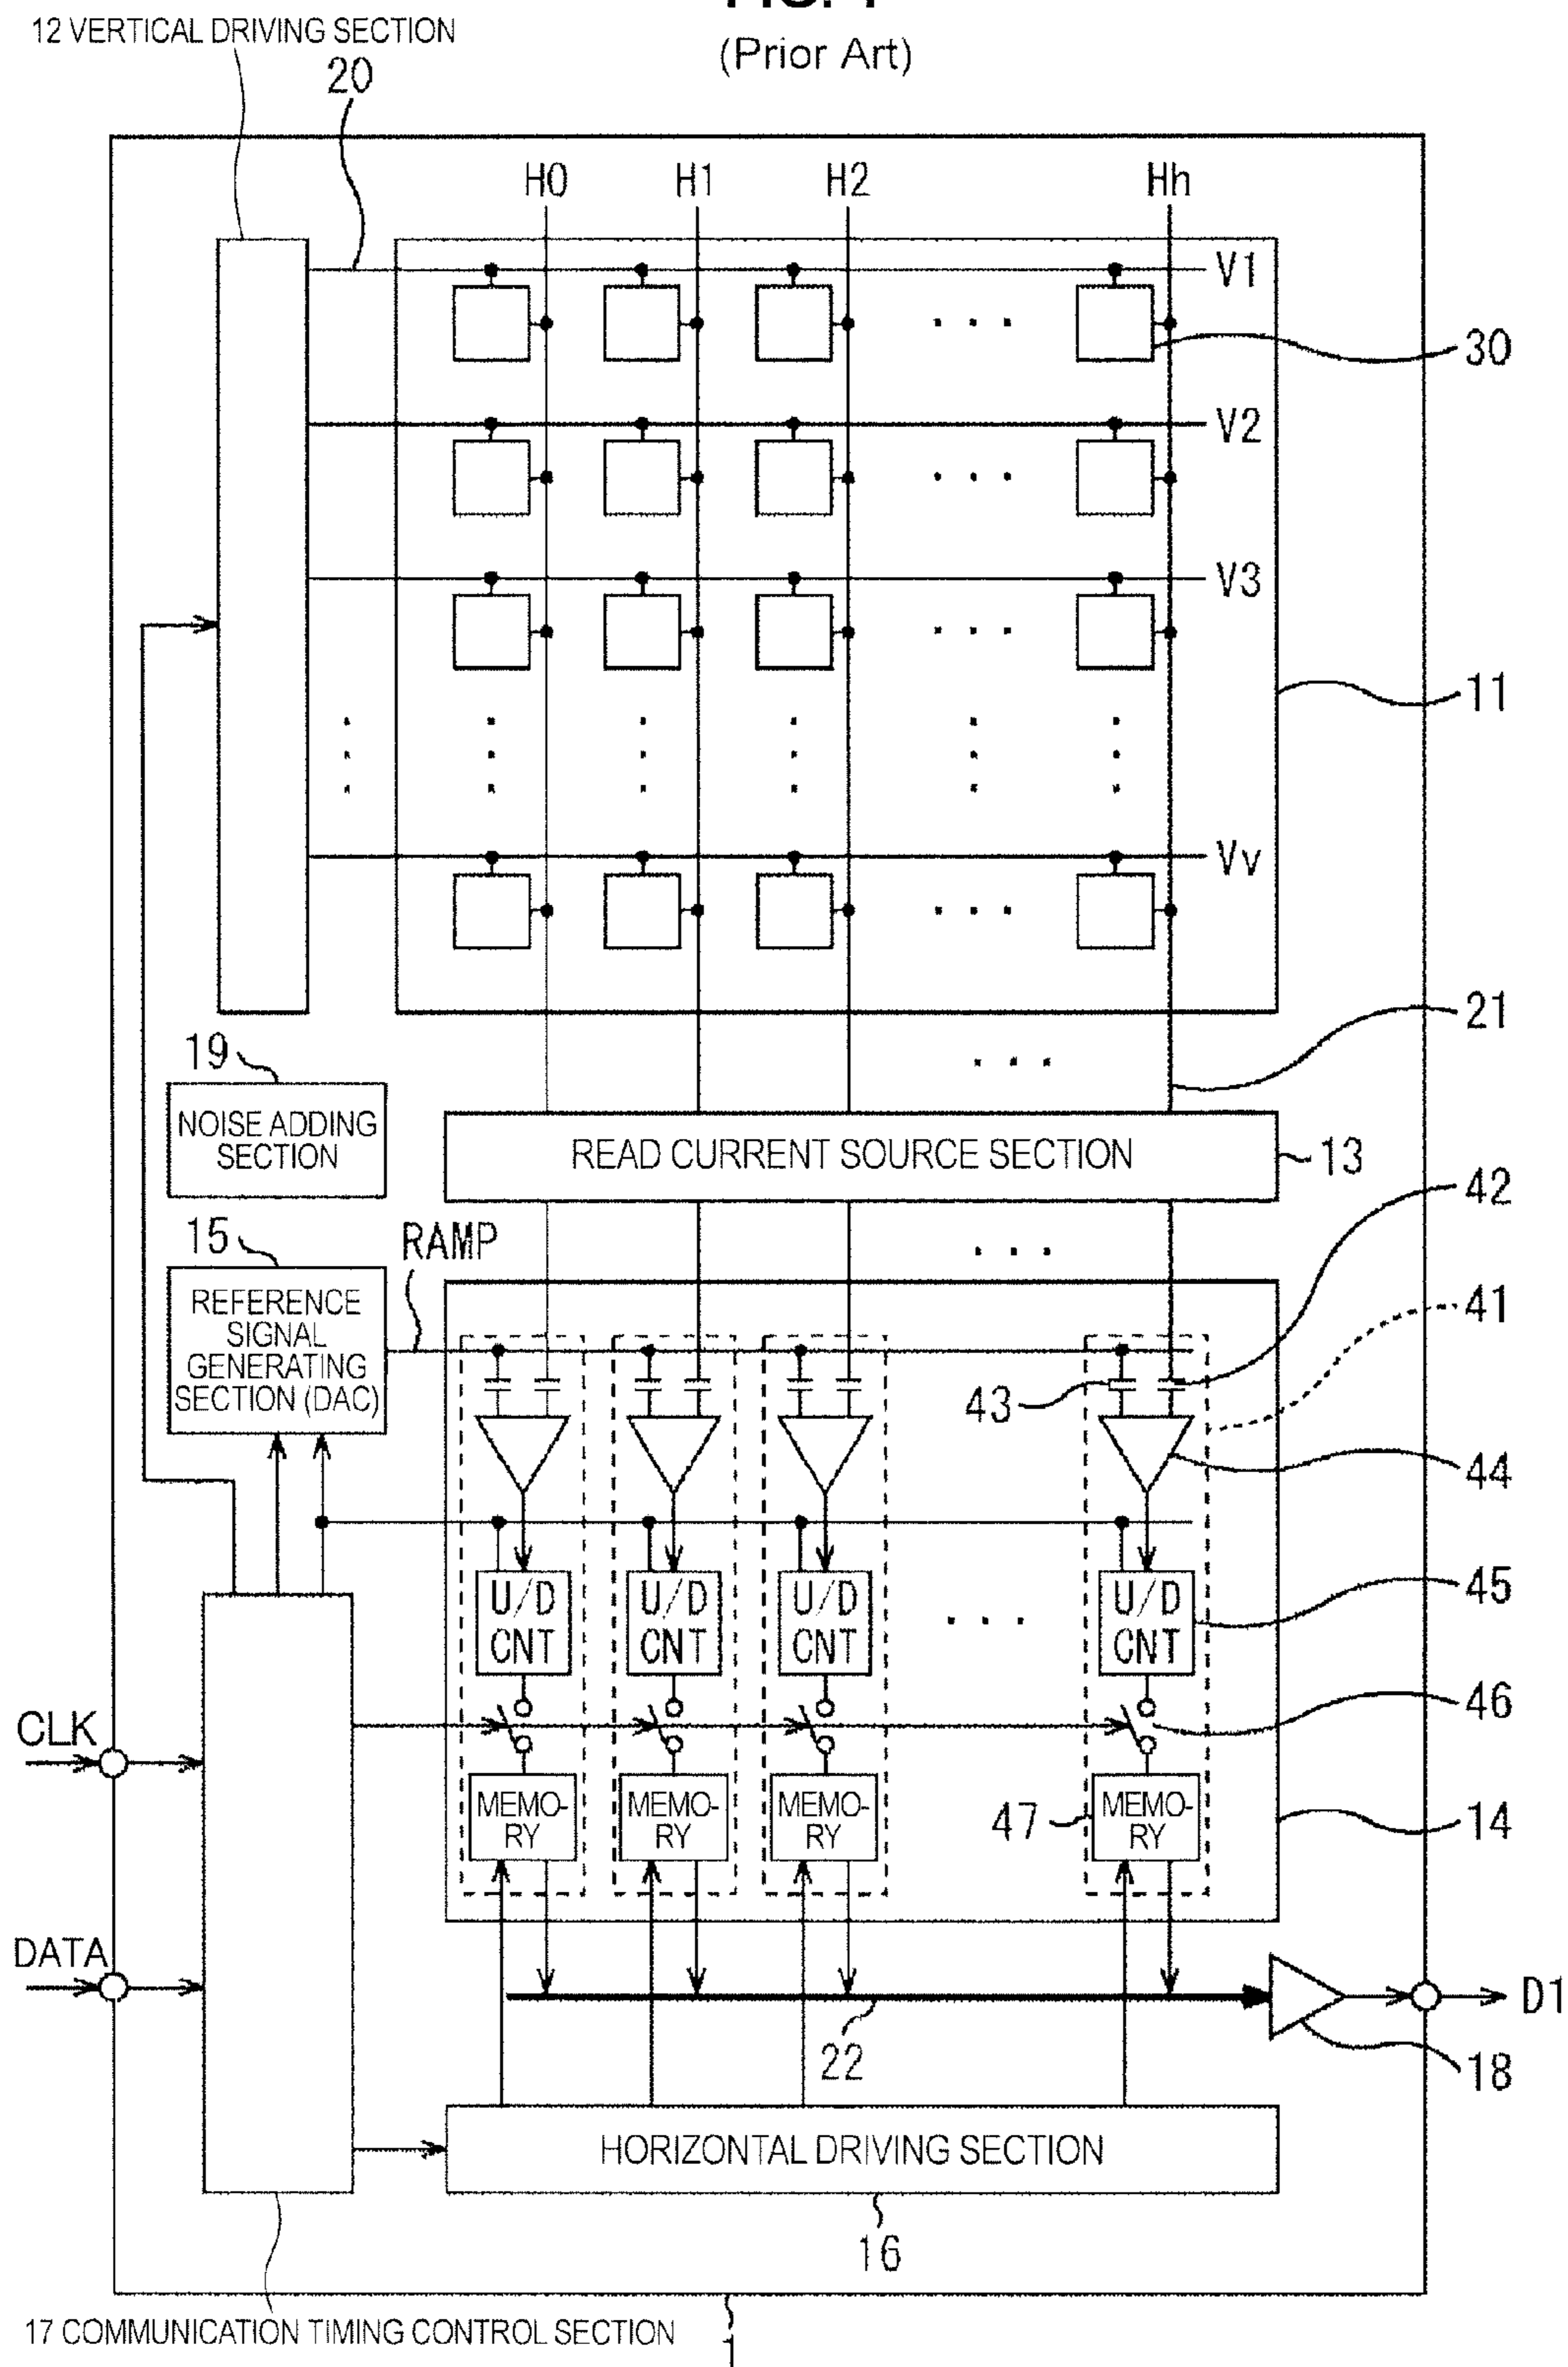 (Prior Art)
12 VERTICAL DRIVING SECTION
20
H0 H1 H2 Hh
V1
30
V2
V3
11
Vv
21
19
NOISE ADDING
SECTION
READ CURRENT SOURCE SECTION
13
42
15
RAMP
REFERENCE
SIGNAL
GENERATING
SECTION (DAC)
41
43
44
U/D
CNT
U/D
CNT
U/D
CNT
U/D
CNT
45
46
CLK
MEMO-
RY
MEMO-
RY
MEMO-
RY
47
MEMO-
RY
14
DATA
D1
22
18
HORIZONTAL DRIVING SECTION
16
17 COMMUNICATION TIMING CONTROL SECTION
1